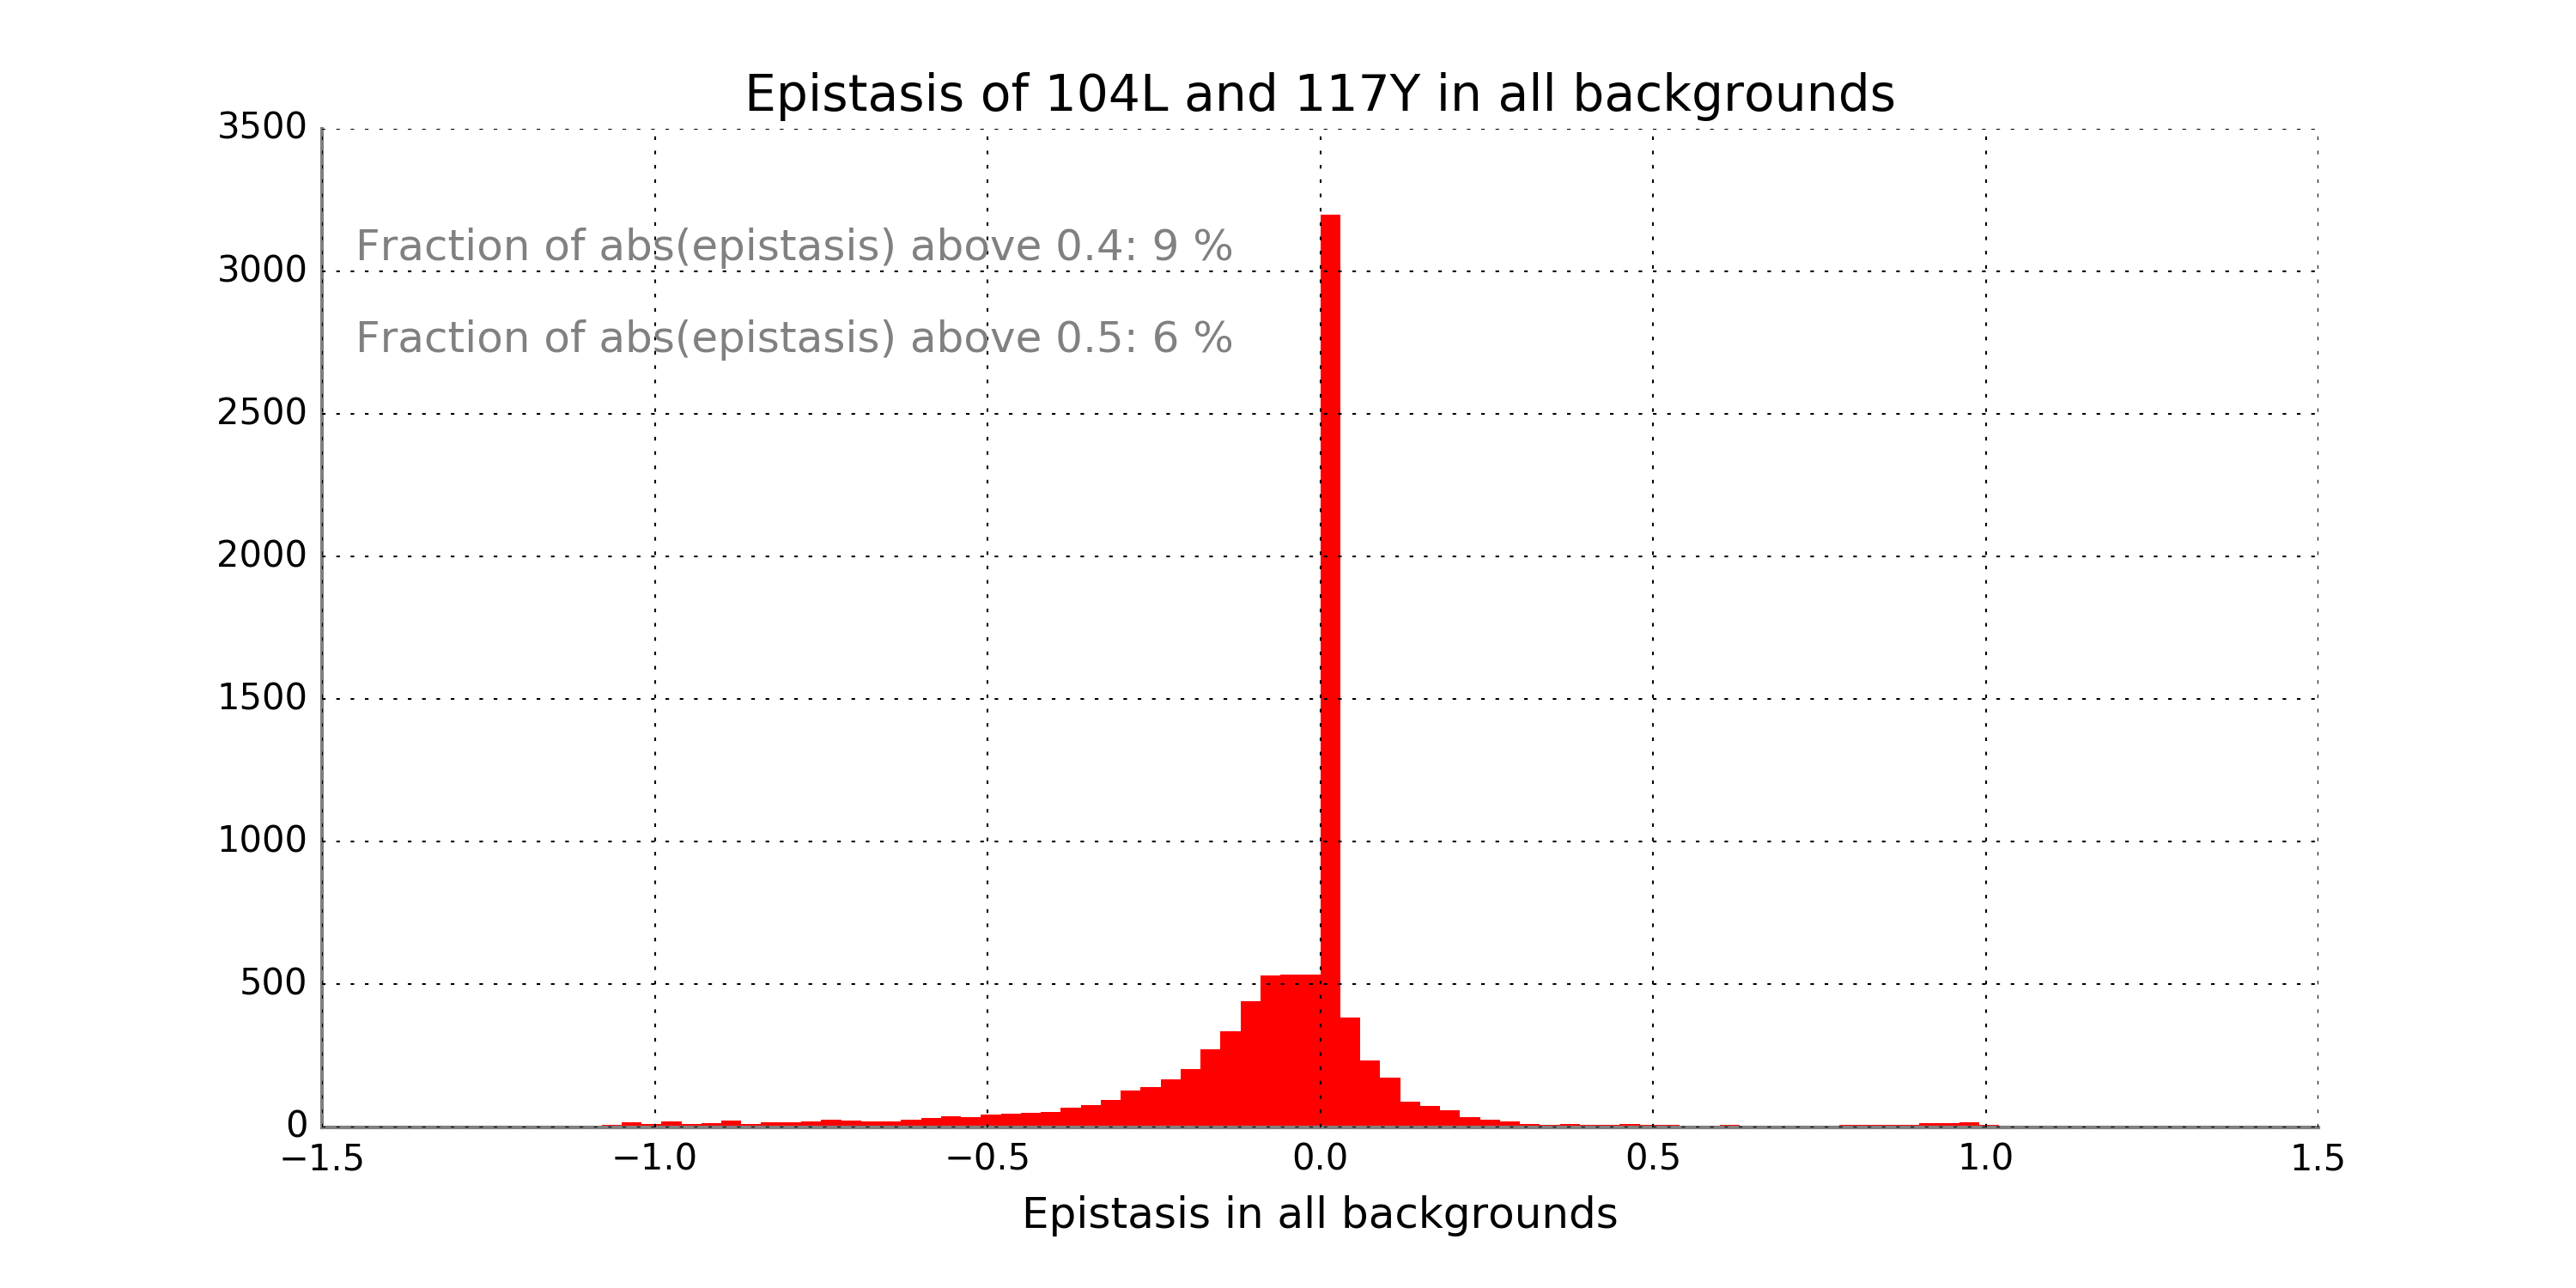 Epistasis of 104L and 117Y in all backgrounds
3500
Fraction of abs(epistasis) above 0.4: 9 %
3000
Fraction of abs(epistasis) above 0.5: 6 %
2500
2000
1500
1000
500
0
−1.5 −1.0 −0.5 0.0 0.5 1.0 1.5
Epistasis in all backgrounds